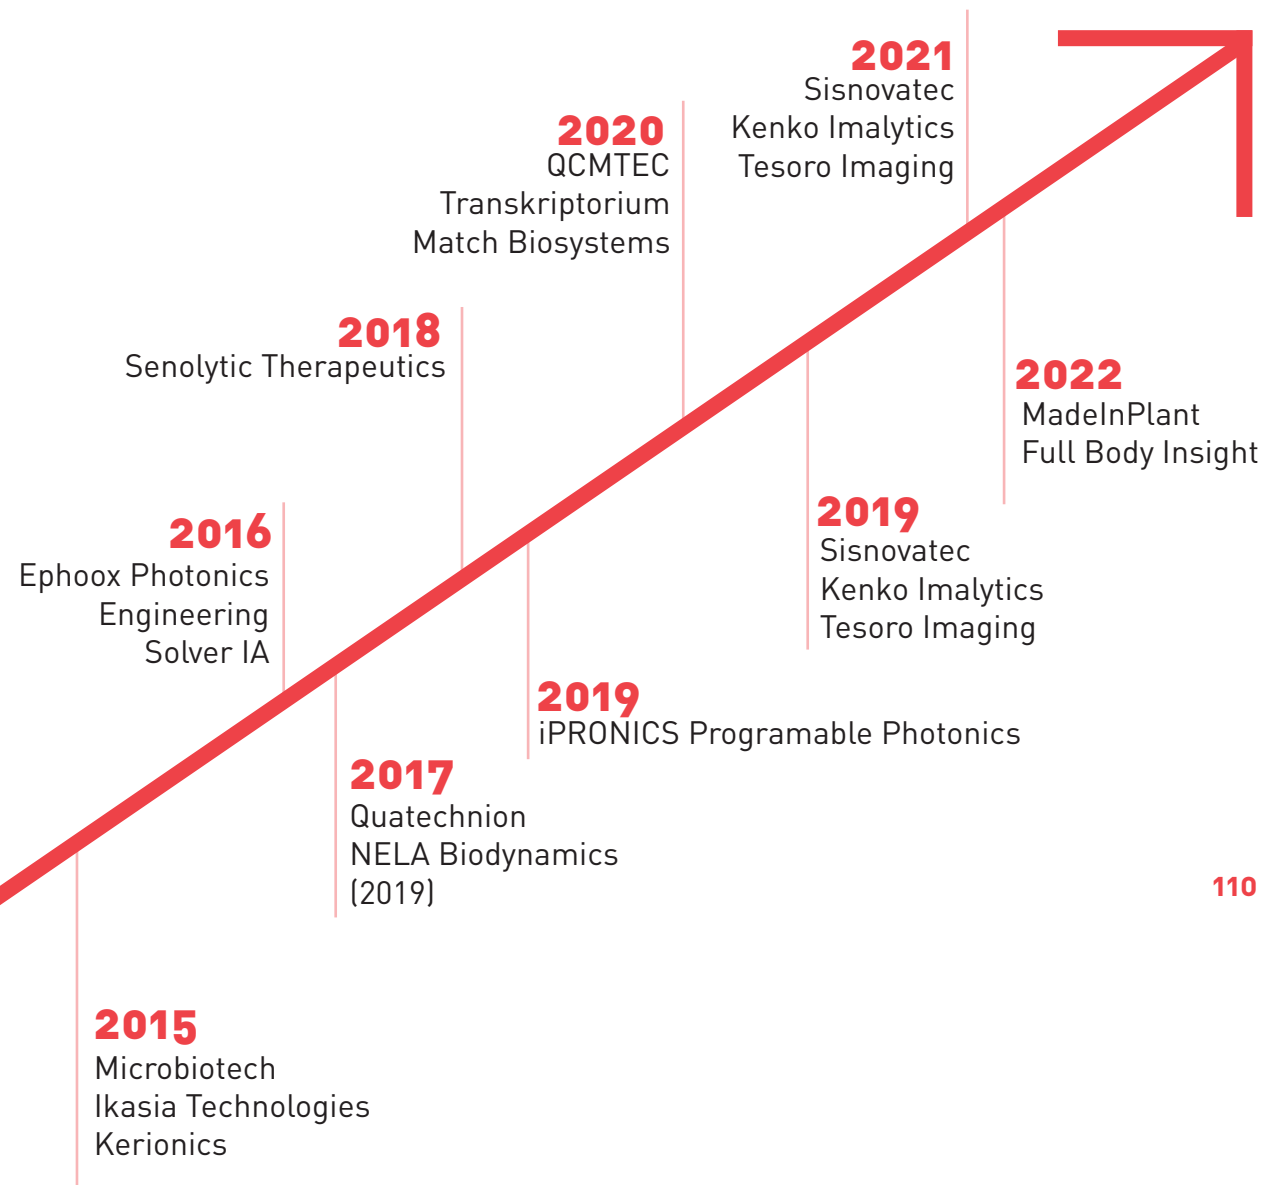 2021
Sisnovatec
Kenko Imalytics
Tesoro Imaging
2020
QCMTEC
Transkriptorium
Match Biosystems
2018
Senolytic Therapeutics
2022
MadeInPlant
Full Body Insight
2016
Ephoox Photonics
Engineering
Solver IA
2019
Sisnovatec
Kenko Imalytics
Tesoro Imaging
2019
iPRONICS Programable Photonics
2017
Quatechnion
NELA Biodynamics
(2019)
110
2015
Microbiotech
Ikasia Technologies
Kerionics